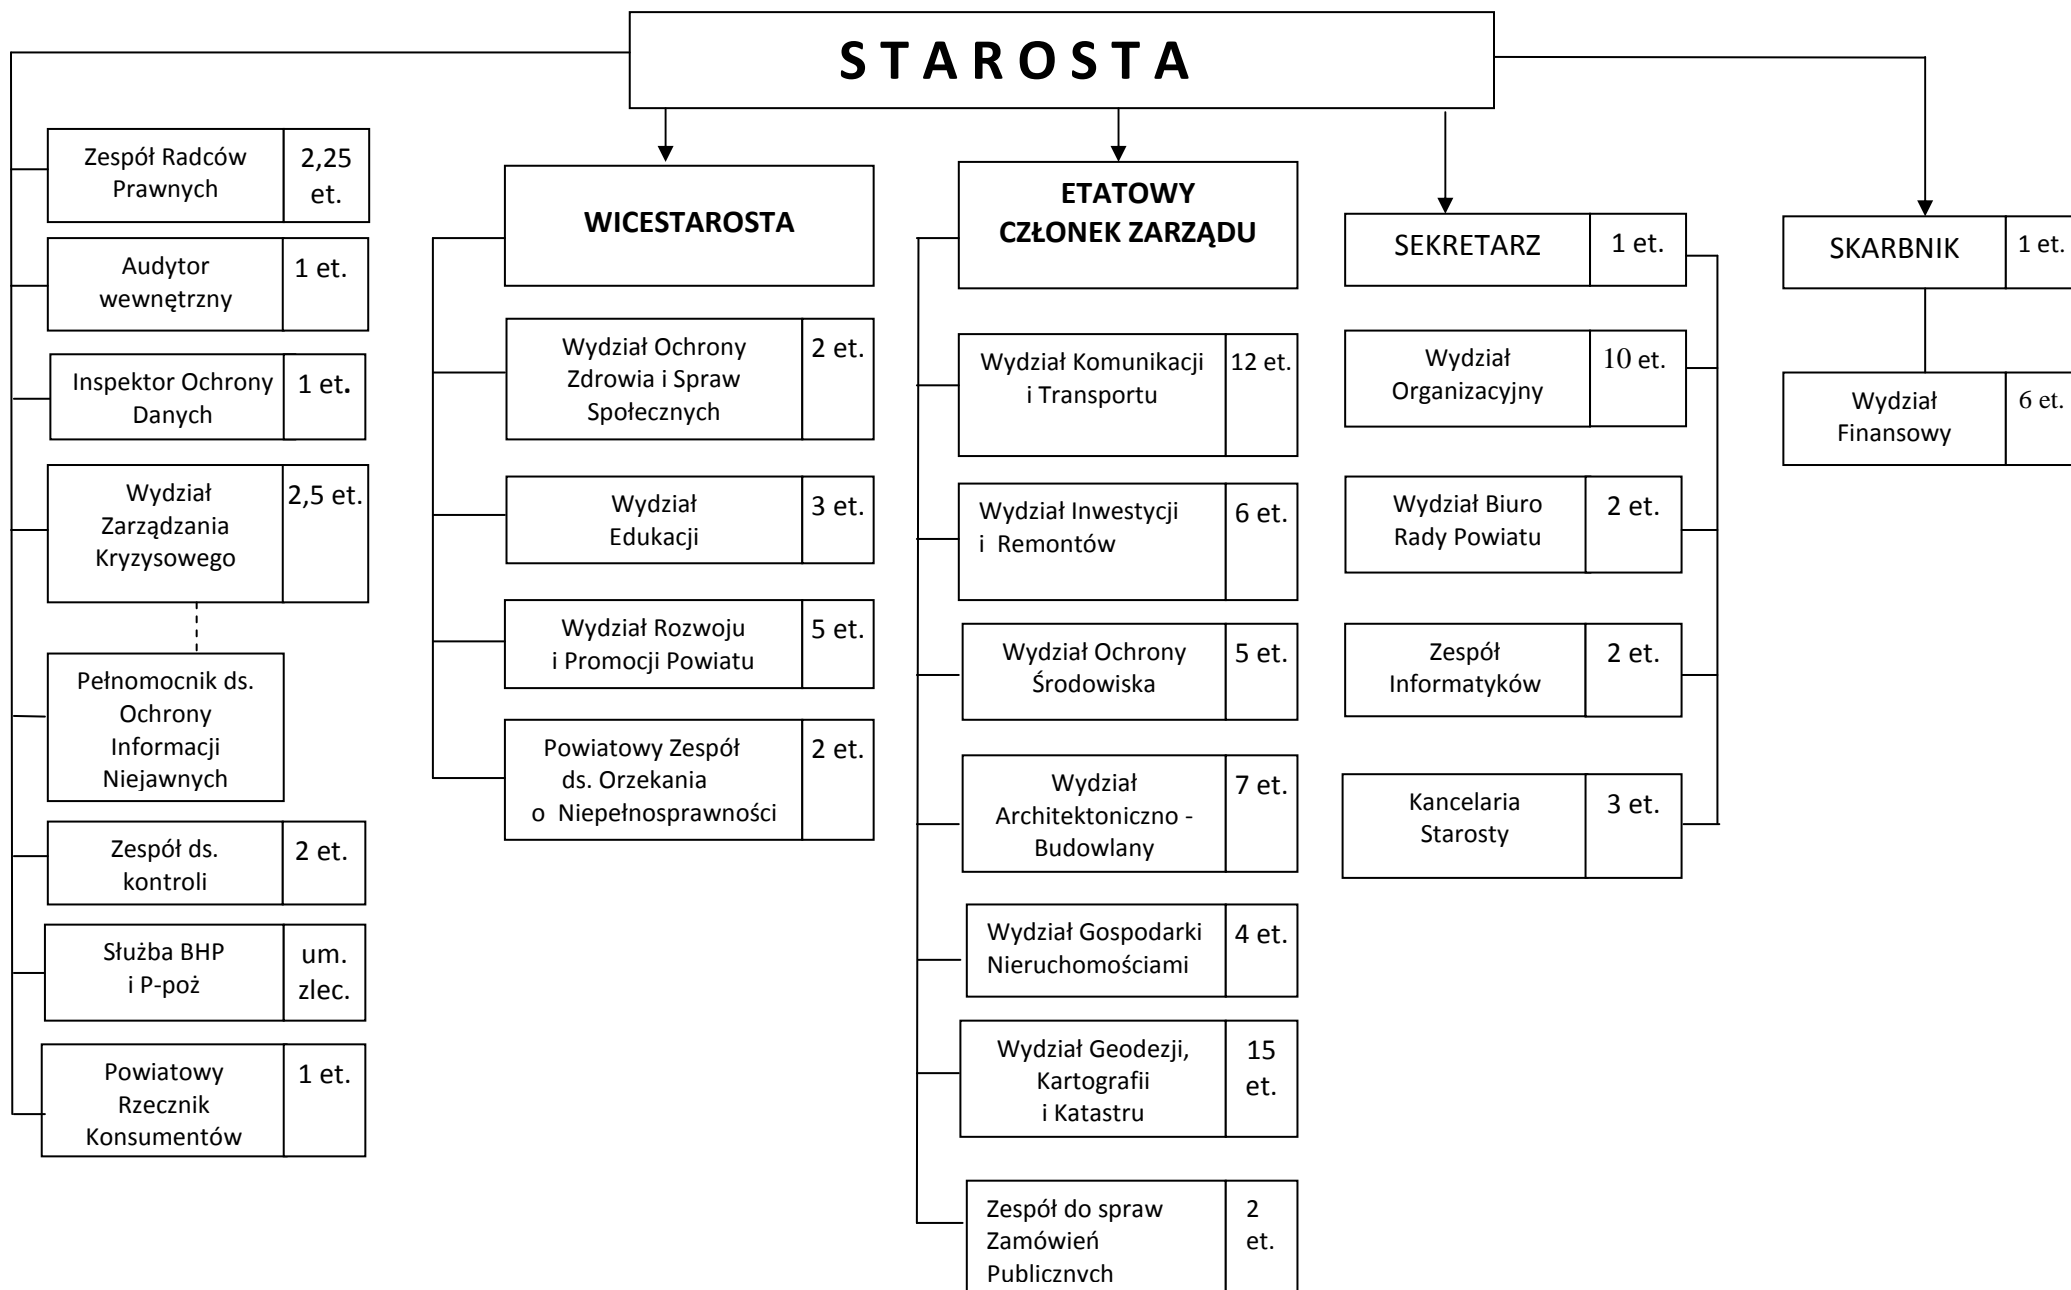 S T A R O S T A
Zespół Radców
Prawnych
2,25
et.
Audytor
wewnętrzny
1 et.
Inspektor Ochrony
Danych
1 et.
Wydział
Zarządzania
Kryzysowego
2,5 et.
Pełnomocnik ds.
Ochrony
Informacji
Niejawnych
Zespół ds.
kontroli
2 et.
Służba BHP
i P-poż
um.
zlec.
Powiatowy
Rzecznik
Konsumentów
1 et.
WICESTAROSTA
Wydział Ochrony
Zdrowia i Spraw
Społecznych
2 et.
Wydział
Edukacji
3 et.
Wydział Rozwoju
i Promocji Powiatu
5 et.
Powiatowy Zespół
ds. Orzekania
o Niepełnosprawności
2 et.
ETATOWY
CZŁONEK ZARZĄDU
Wydział Komunikacji
i Transportu
12 et.
Wydział Inwestycji
i Remontów
6 et.
Wydział Ochrony
Środowiska
5 et.
Wydział
Architektoniczno -
Budowlany
7 et.
Wydział Gospodarki
Nieruchomościami
4 et.
Wydział Geodezji,
Kartografii
i Katastru
15
et.
Zespół do spraw
Zamówień
Publicznych
2
et.
SEKRETARZ
1 et.
Wydział
Organizacyjny
10 et.
Wydział Biuro
Rady Powiatu
2 et.
Zespół
Informatyków
2 et.
Kancelaria
Starosty
3 et.
SKARBNIK
1 et.
Wydział
Finansowy
6 et.